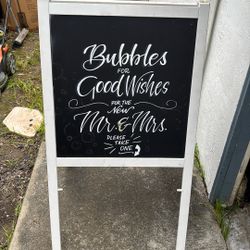 Bubbles
FOR
Good Wishes
FOR THE
NEW
Mr. & Mrs.
PLEASE
TAKE
ONE